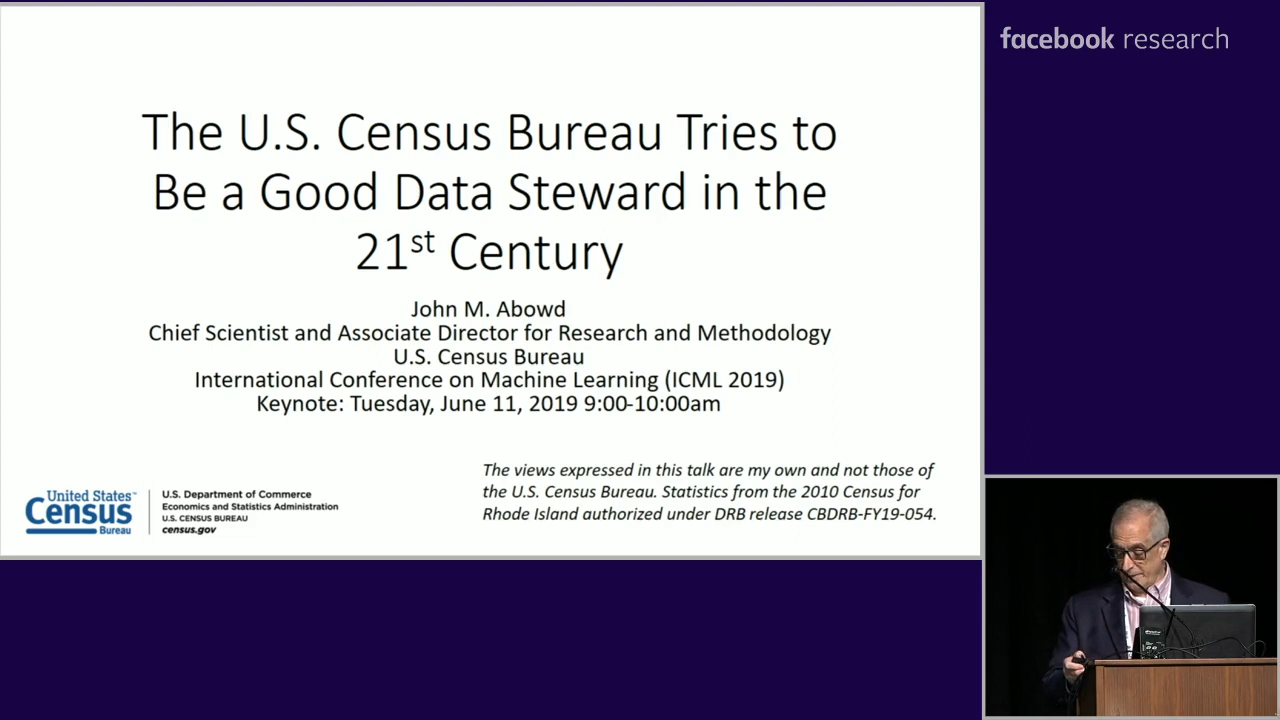 facebook research
The U.S. Census Bureau Tries to
Be a Good Data Steward in the
21st Century
John M. Abowd
Chief Scientist and Associate Director for Research and Methodology
U.S. Census Bureau
International Conference on Machine Learning (ICML 2019)
Keynote: Tuesday, June 11, 2019 9:00-10:00am
The views expressed in this talk are my own and not those of
the U.S. Census Bureau. Statistics from the 2010 Census for
Rhode Island authorized under DRB release CBDRB-FY19-054.
United States™
Census
Bureau
U.S. Department of Commerce
Economics and Statistics Administration
U.S. CENSUS BUREAU
census.gov